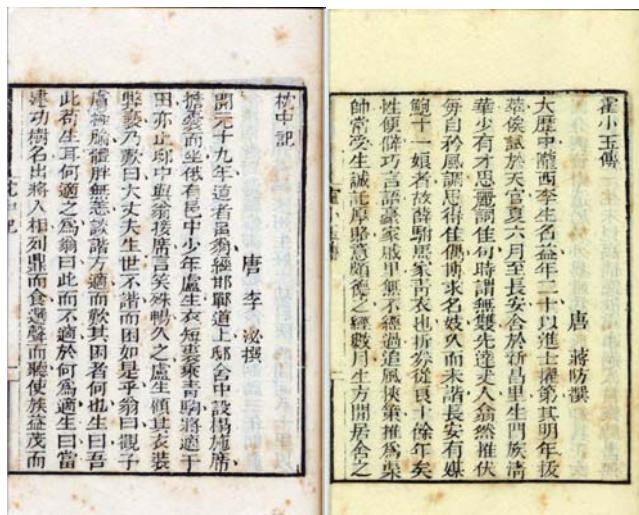 霍小玉傳
唐 蔣防撰
大歷中隴西李生名益年二十以進士擢第其明年拔
萃俟試於天官夏六月至長安舍於新昌里生門族清
華少有才思麗詞佳句時謂無雙先達丈人翕然推伏
每自矜風調思得佳偶博求名妓久而未諧長安有媒
鮑十一娘者故薛駙馬家青衣也折券從良十餘年矣
性便僻巧言語豪家戚里無不經過追風挾策推為渠
帥常受生誠託厚賂意頗德之經數月生方閒居舍之
枕中記
唐 李 泌撰
開元十九年道者呂翁經邯鄲道上邸舍中設榻施席
擔囊而坐俄有邑中少年盧生衣短裘乘青駒將適于
田亦止邸中與翁接席言笑殊暢久之盧生顧其衣裝
弊褻乃歎曰大丈夫生世不諧而困如是乎翁曰觀子
膚極腧體胖無恙談諧方適而歎其困者何也生曰吾
此苟生耳何適之為翁曰此而不適於何為適生曰當
建功樹名出將入相列鼎而食選聲而聽使族益茂而